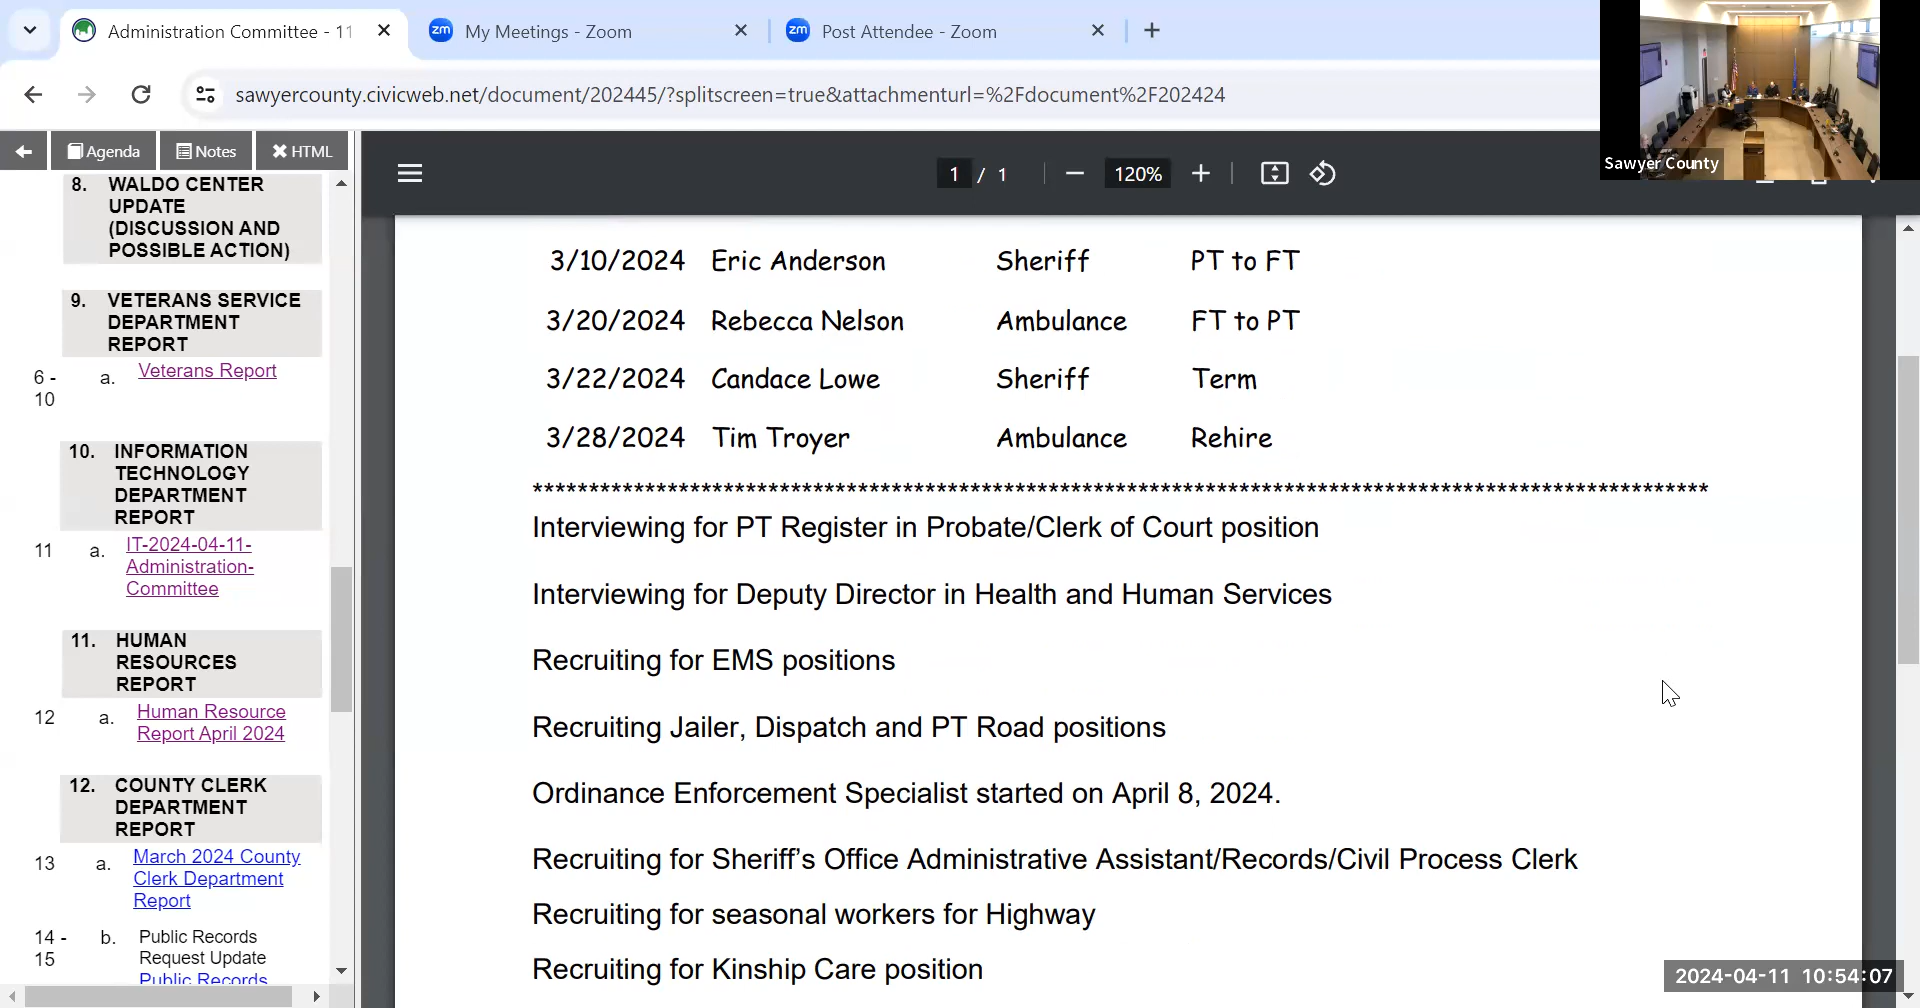 Administration Committee - 11
My Meetings - Zoom
Post Attendee - Zoom
sawyercounty.civicweb.net/document/202445/?splitscreen=true&attachmenturl=%2Fdocument%2F202424
Sawyer County
Agenda
Notes
HTML
1 / 1
120%
8. WALDO CENTER
UPDATE
(DISCUSSION AND
POSSIBLE ACTION)
9. VETERANS SERVICE
DEPARTMENT
REPORT
6 - a. Veterans Report
10
10. INFORMATION
TECHNOLOGY
DEPARTMENT
REPORT
11 a. IT-2024-04-11-
Administration-
Committee
11. HUMAN
RESOURCES
REPORT
12 a. Human Resource
Report April 2024
12. COUNTY CLERK
DEPARTMENT
REPORT
13 a. March 2024 County
Clerk Department
Report
14 - b. Public Records
15 Request Update
Public Records
3/10/2024 Eric Anderson Sheriff PT to FT
3/20/2024 Rebecca Nelson Ambulance FT to PT
3/22/2024 Candace Lowe Sheriff Term
3/28/2024 Tim Troyer Ambulance Rehire
*********************************************************************************************************
Interviewing for PT Register in Probate/Clerk of Court position
Interviewing for Deputy Director in Health and Human Services
Recruiting for EMS positions
Recruiting Jailer, Dispatch and PT Road positions
Ordinance Enforcement Specialist started on April 8, 2024.
Recruiting for Sheriff’s Office Administrative Assistant/Records/Civil Process Clerk
Recruiting for seasonal workers for Highway
Recruiting for Kinship Care position
2024-04-11 10:54:07